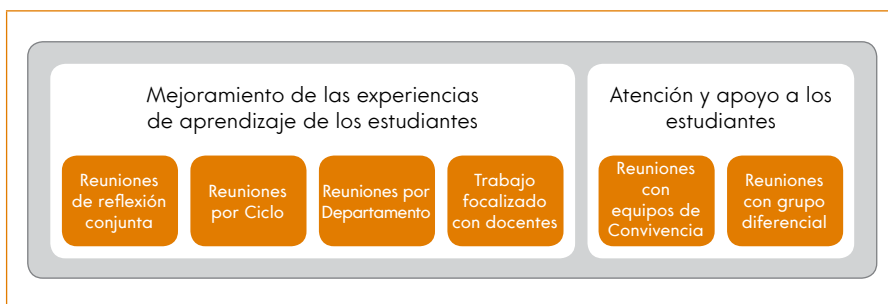 Mejoramiento de las experiencias
de aprendizaje de los estudiantes
Reuniones
de reflexión
conjunta
Reuniones
por Ciclo
Reuniones por
Departamento
Trabajo
focalizado
con docentes
Atención y apoyo a los
estudiantes
Reuniones
con
equipos de
Convivencia
Reuniones
con grupo
diferencial